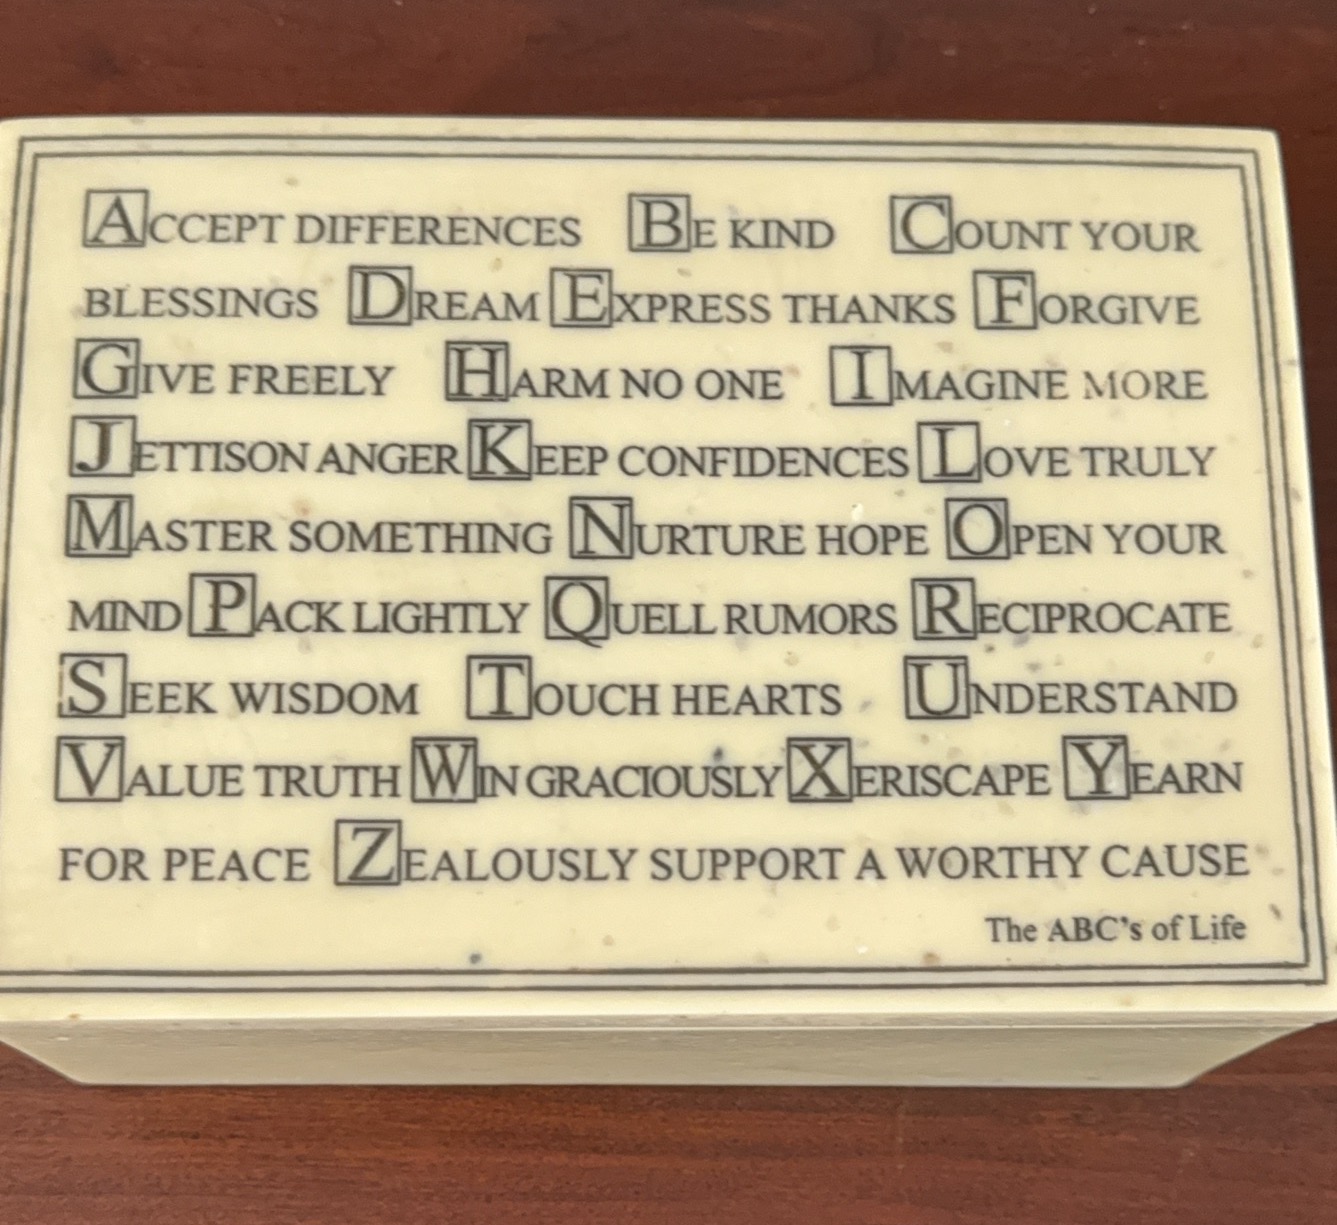 ACCEPT DIFFERENCES BE KIND COUNT YOUR
BLESSINGS DREAM EXPRESS THANKS FORGIVE
GIVE FREELY HARM NO ONE IMAGINE MORE
JETTISON ANGER KEEP CONFIDENCES LOVE TRULY
MASTER SOMETHING NURTURE HOPE OPEN YOUR
MIND PACK LIGHTLY QUELL RUMORS RECIPROCATE
SEEK WISDOM TOUCH HEARTS UNDERSTAND
VALUE TRUTH WIN GRACIOUSLY XERISCAPE YEARN
FOR PEACE ZEALOUSLY SUPPORT A WORTHY CAUSE
The ABC's of Life